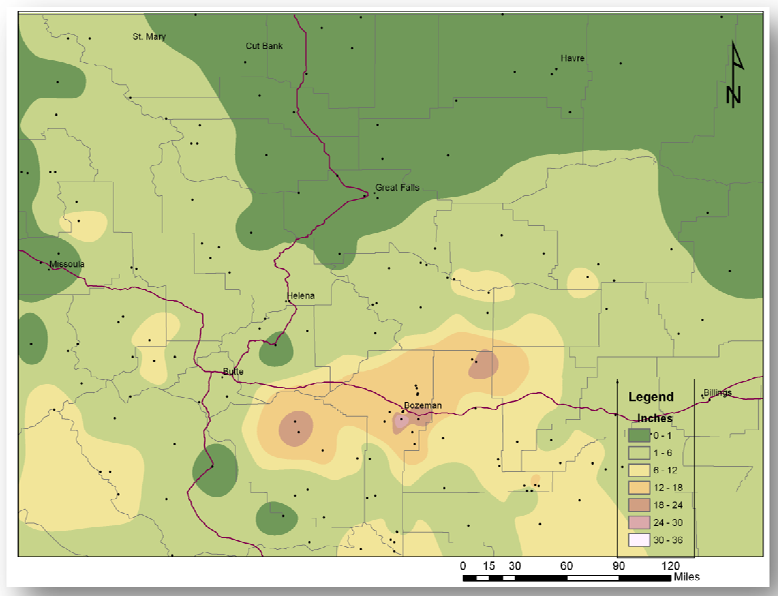 St. Mary
Cut Bank
Havre
N
Great Falls
Missoula
Helena
Butte
Bozeman
Billings
Legend
Inches
0 - 1
1 - 6
6 - 12
12 - 18
18 - 24
24 - 30
30 - 36
0 15 30 60 90 120
Miles